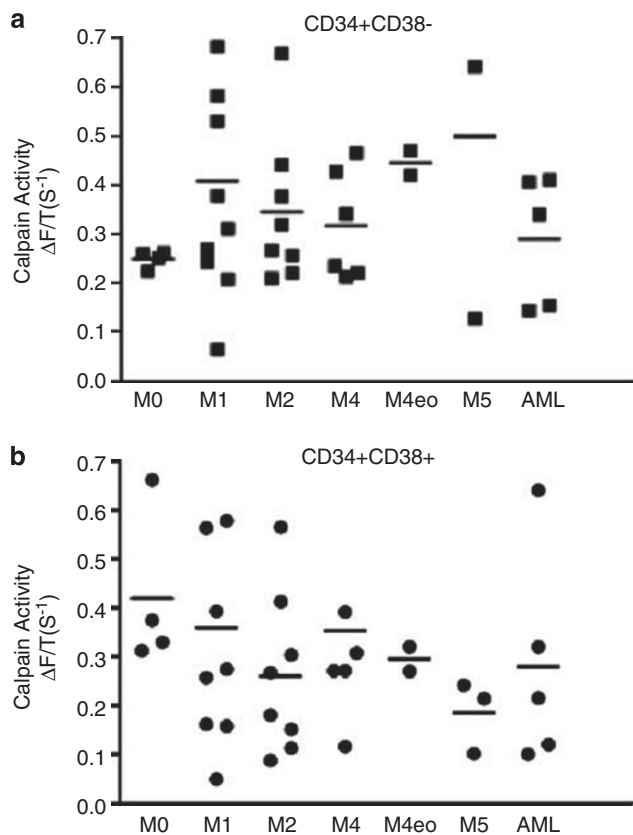 a
CD34+CD38-
Calpain Activity
ΔF/T(S⁻¹)
0.7
0.6
0.5
0.4
0.3
0.2
0.1
0.0
M0 M1 M2 M4 M4eo M5 AML
b
CD34+CD38+
Calpain Activity
ΔF/T(S⁻¹)
0.7
0.6
0.5
0.4
0.3
0.2
0.1
0.0
M0 M1 M2 M4 M4eo M5 AML